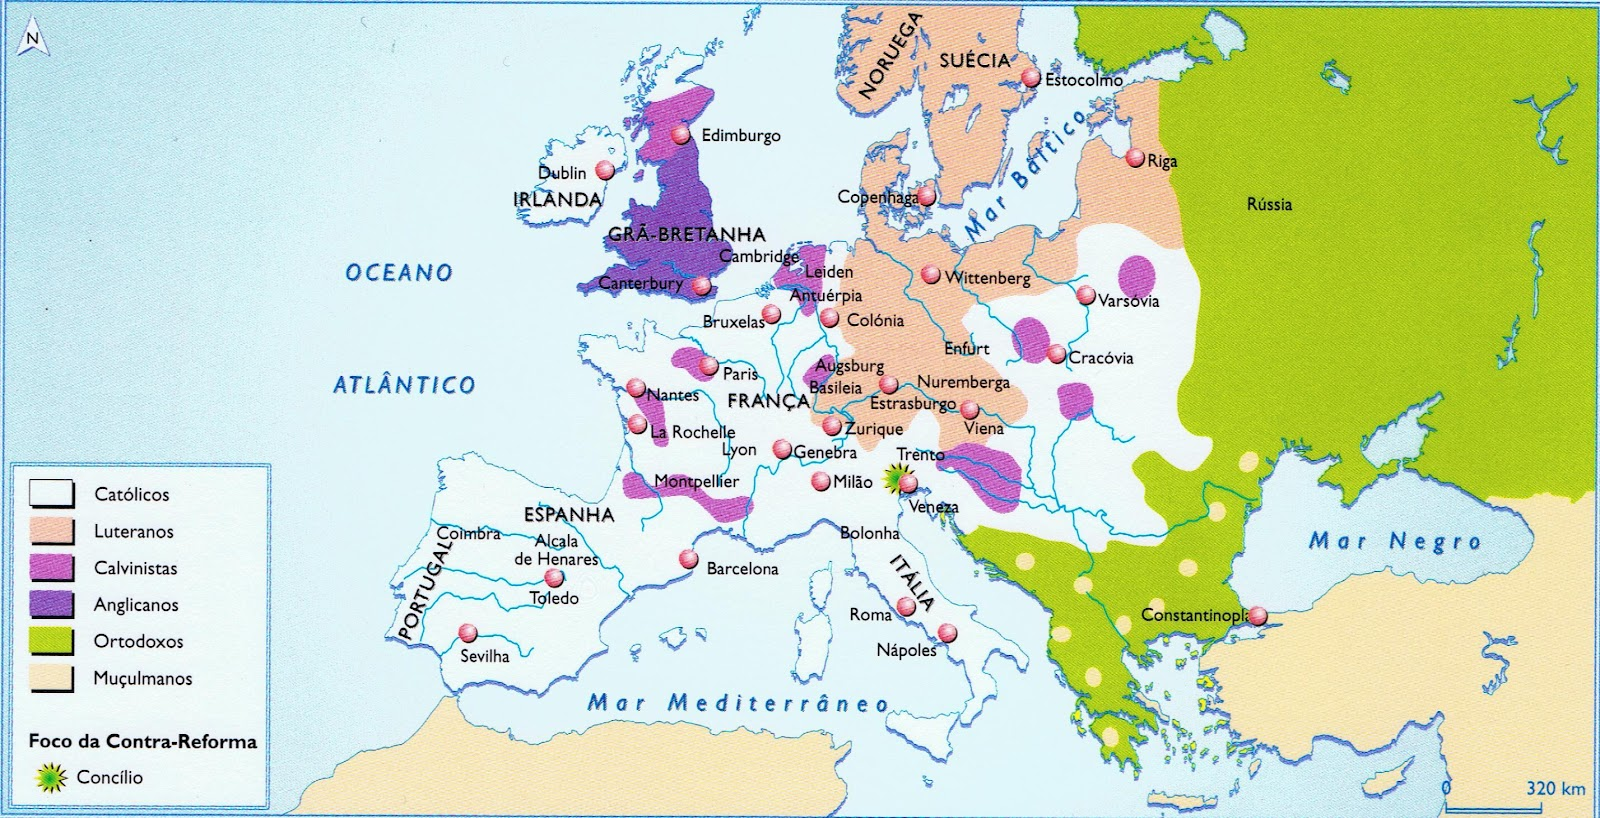 N
NORUEGA
SUÉCIA
Estocolmo
Edimburgo
Mar Báltico
Riga
Dublin
IRLANDA
Copenhaga
Rússia
GRÃ-BRETANHA
Cambridge
OCEANO
ATLÂNTICO
Leiden
Canterbury
Wittenberg
Antuérpia
Varsóvia
Bruxelas
Colónia
Enfurt
Cracóvia
Paris
Augsburg
Basileia
Nuremberga
Nantes
FRANÇA
Estrasburgo
La Rochelle
Zurique
Viena
Lyon
Genebra
Trento
Montpellier
Milão
Veneza
ESPANHA
Coimbra
Bolonha
Alcala
de Henares
Mar Negro
PORTUGAL
Barcelona
ITÁLIA
Toledo
Roma
Constantinopla
Sevilha
Nápoles
Mar Mediterrâneo
Católicos
Luteranos
Calvinistas
Anglicanos
Ortodoxos
Muçulmanos
Foco da Contra-Reforma
Concílio
0 320 km